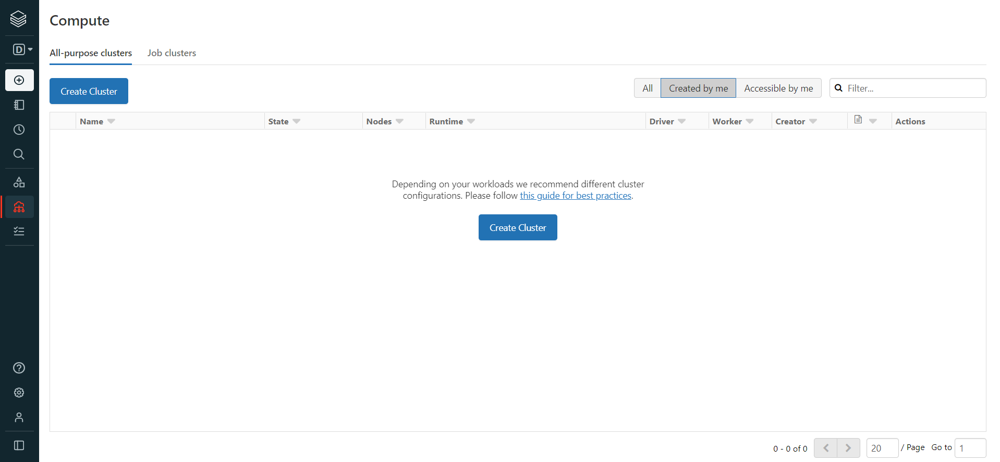 Compute
D
All-purpose clusters Job clusters
Create Cluster
All Created by me Accessible by me Filter...
Name State Nodes Runtime Driver Worker Creator Actions
Depending on your workloads we recommend different cluster
configurations. Please follow this guide for best practices.
Create Cluster
0 - 0 of 0 20 / Page Go to 1